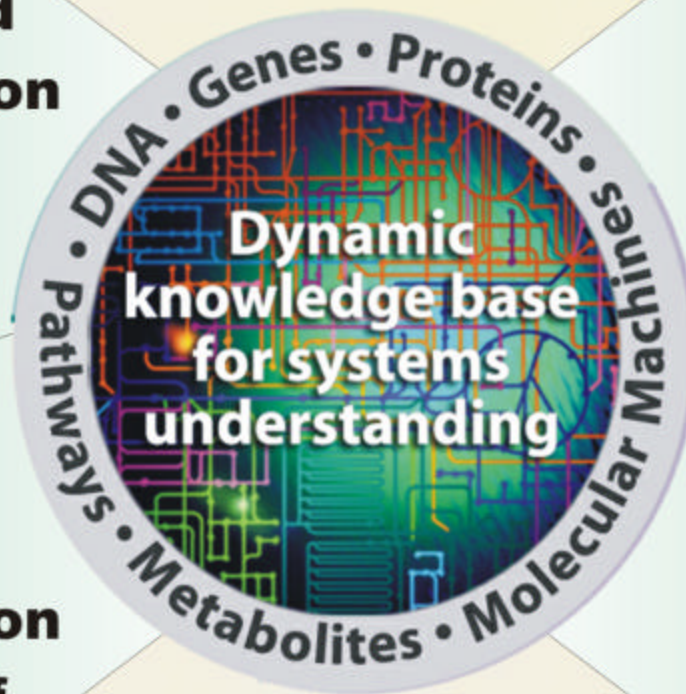 on
• DNA • Genes • Proteins • Molecular Machines • Metabolites • Pathways
Dynamic
knowledge base
for systems
understanding
on